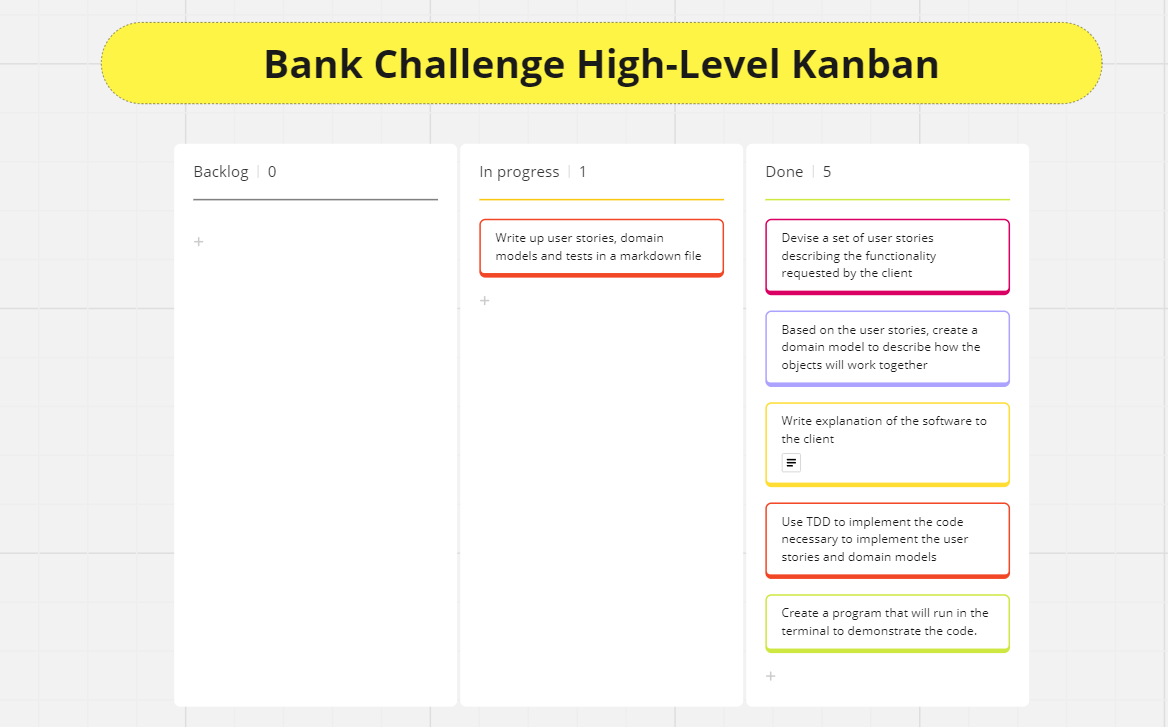 Bank Challenge High-Level Kanban
Backlog 0
In progress 1
Done 5
Write up user stories, domain
models and tests in a markdown file
Devise a set of user stories
describing the functionality
requested by the client
Based on the user stories, create a
domain model to describe how the
objects will work together
Write explanation of the software to
the client
Use TDD to implement the code
necessary to implement the user
stories and domain models
Create a program that will run in the
terminal to demonstrate the code.